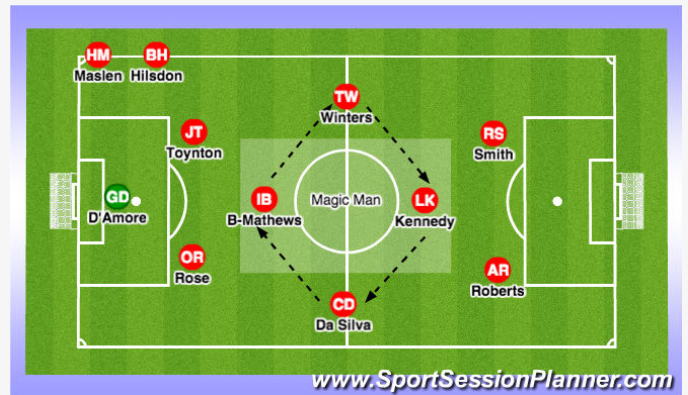 HM
BH
Maslen
Hilsdon
TW
Winters
JT
Toynton
RS
Smith
GD
D'Amore
IB
B-Mathews
Magic Man
LK
Kennedy
OR
Rose
AR
Roberts
CD
Da Silva
www.SportSessionPlanner.com